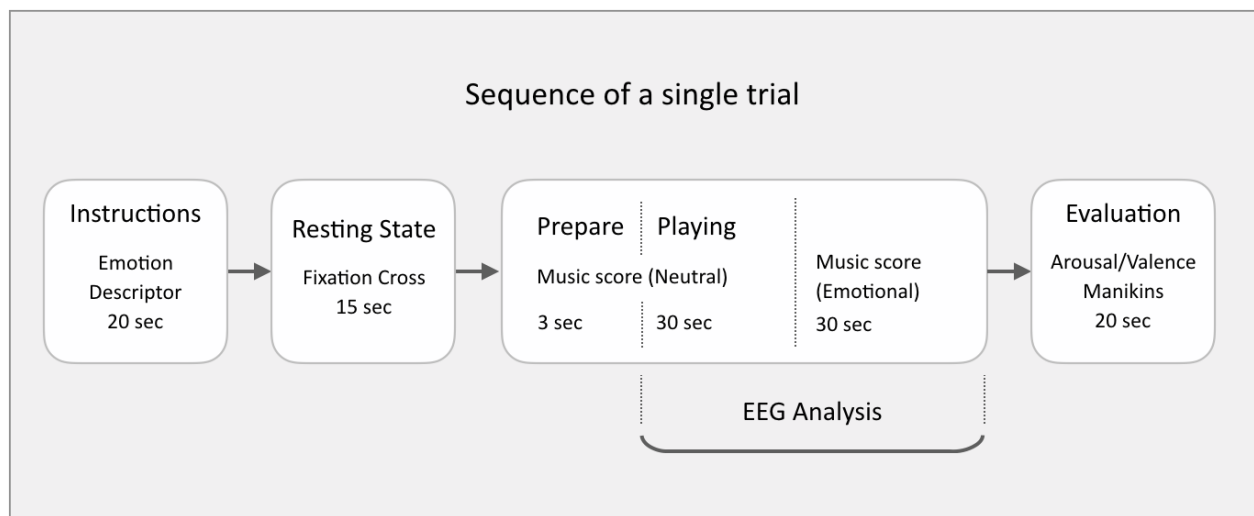 Sequence of a single trial
Instructions
Emotion
Descriptor
20 sec
Resting State
Fixation Cross
15 sec
Prepare
Playing
Music score (Neutral)
3 sec
30 sec
Music score
(Emotional)
30 sec
Evaluation
Arousal/Valence
Manikins
20 sec
EEG Analysis